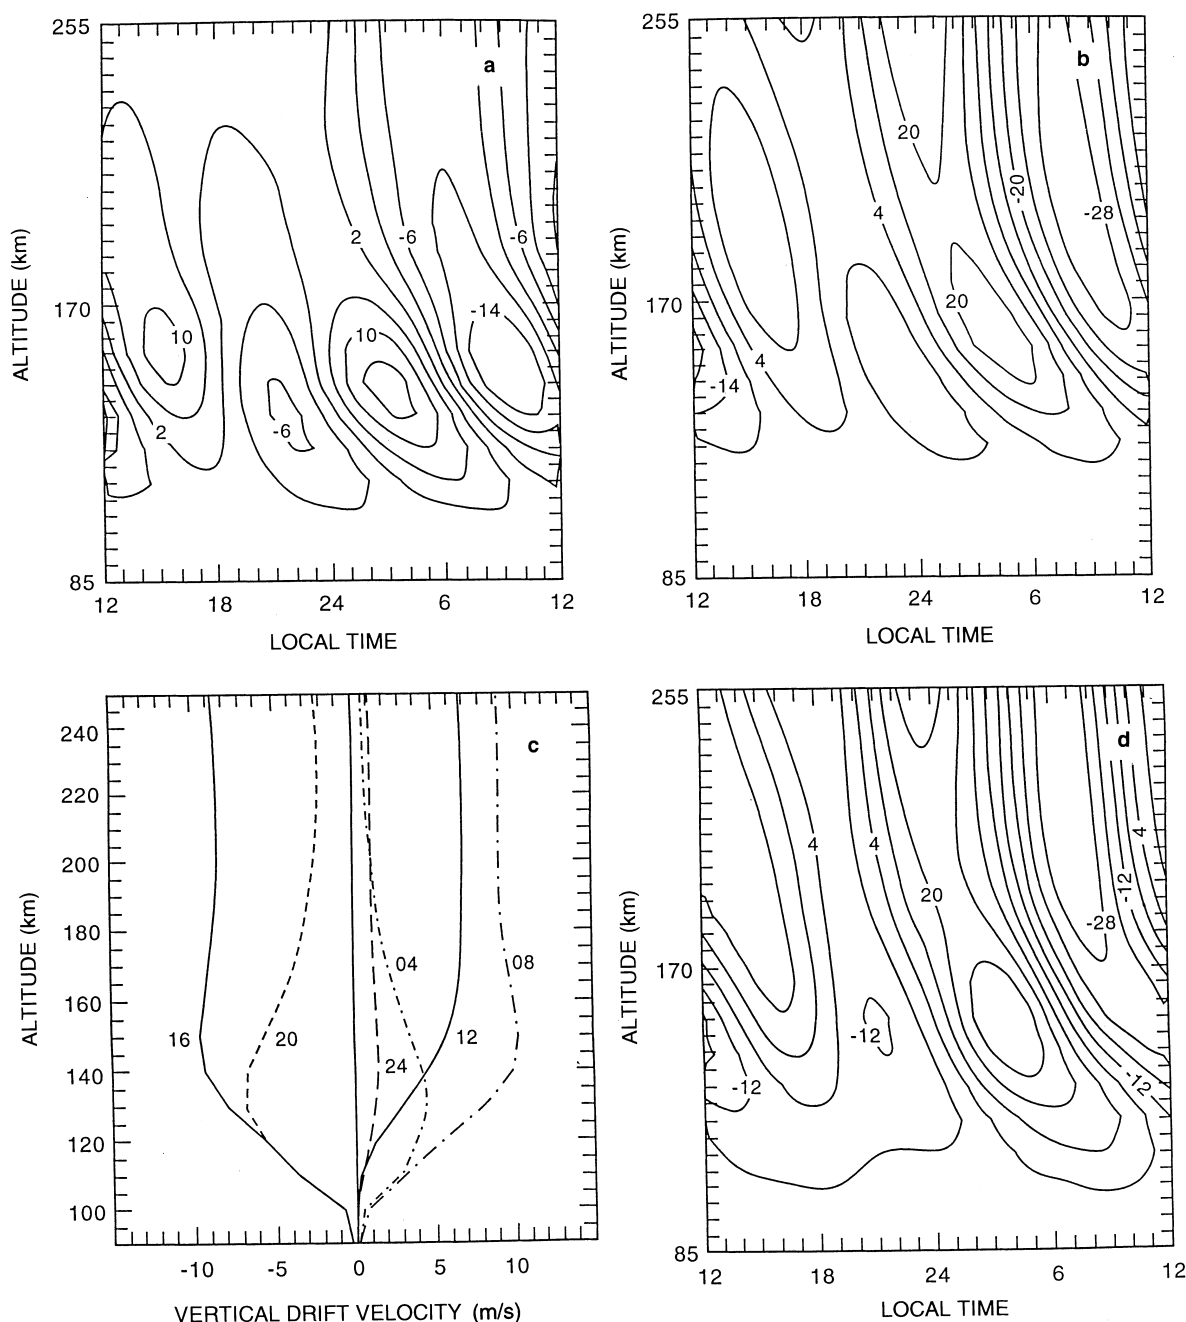 255
a
2
-6
-6
170
-14
10
10
2
-6
85
12 18 24 6 12
ALTITUDE (km)
LOCAL TIME
255
b
20
-20
4
-28
170
20
4
-14
85
12 18 24 6 12
ALTITUDE (km)
LOCAL TIME
c
240
220
200
180
04
08
160
16
20
12
24
140
120
100
-10 -5 0 5 10
ALTITUDE (km)
VERTICAL DRIFT VELOCITY (m/s)
255
d
4
4
4
20
-12
-28
170
-12
-12
-12
85
12 18 24 6 12
ALTITUDE (km)
LOCAL TIME